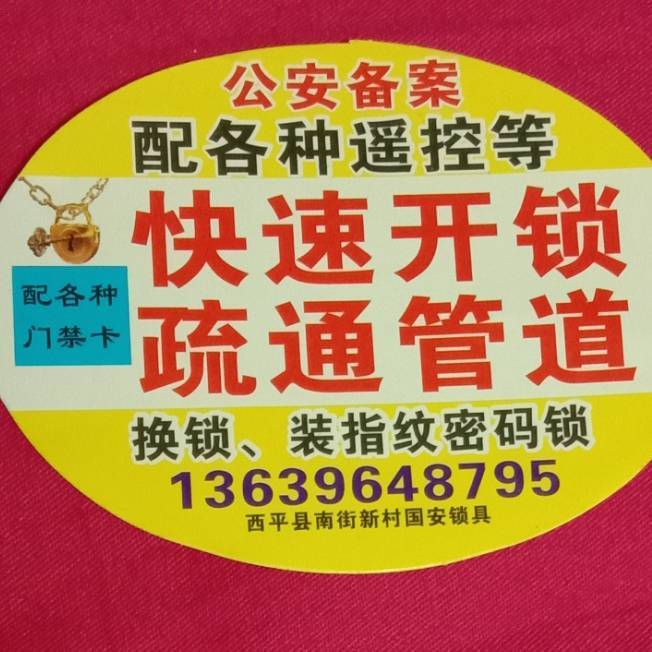 公安备案
配各种遥控等
快速开锁
配各种
门禁卡
疏通管道
换锁、装指纹密码锁
13639648795
西平县南街新村国安锁具